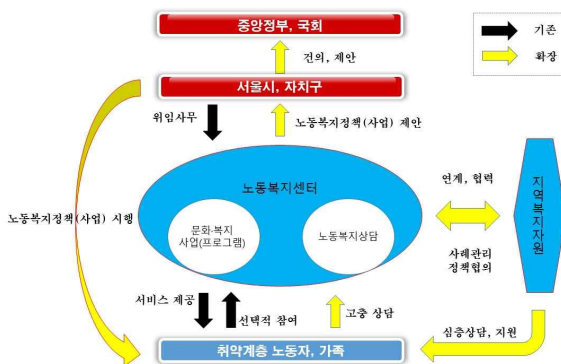 중앙정부, 국회
기존
확장
건의, 제안
서울시, 자치구
위임사무
노동복지정책(사업) 제안
노동복지센터
연계, 협력
지역복지자원
노동복지정책(사업) 시행
문화·복지
사업(프로그램)
노동복지상담
사례관리
정책협의
서비스 제공
선택적 참여
고충 상담
심층상담, 지원
취약계층 노동자, 가족